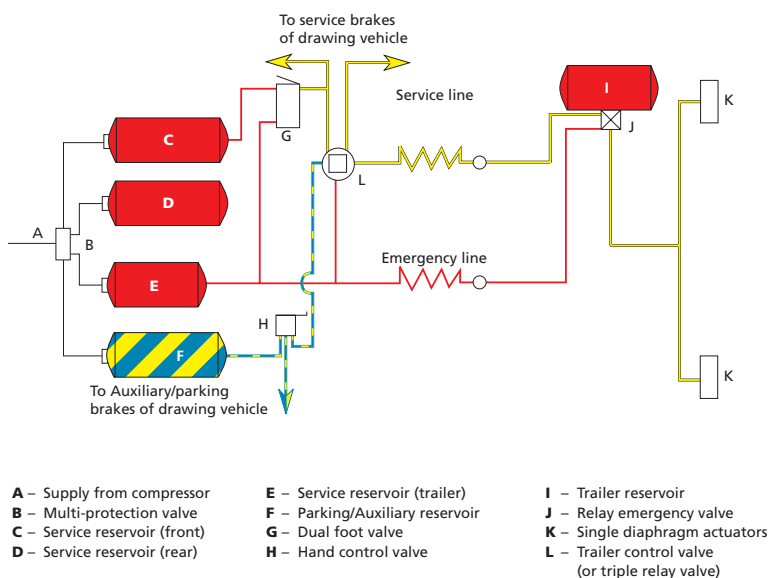 To service brakes
of drawing vehicle
Service line
I
K
J
C
G
L
D
A
B
Emergency line
E
H
F
K
To Auxiliary/parking
brakes of drawing vehicle
A – Supply from compressor
B – Multi-protection valve
C – Service reservoir (front)
D – Service reservoir (rear)
E – Service reservoir (trailer)
F – Parking/Auxiliary reservoir
G – Dual foot valve
H – Hand control valve
I – Trailer reservoir
J – Relay emergency valve
K – Single diaphragm actuators
L – Trailer control valve
(or triple relay valve)